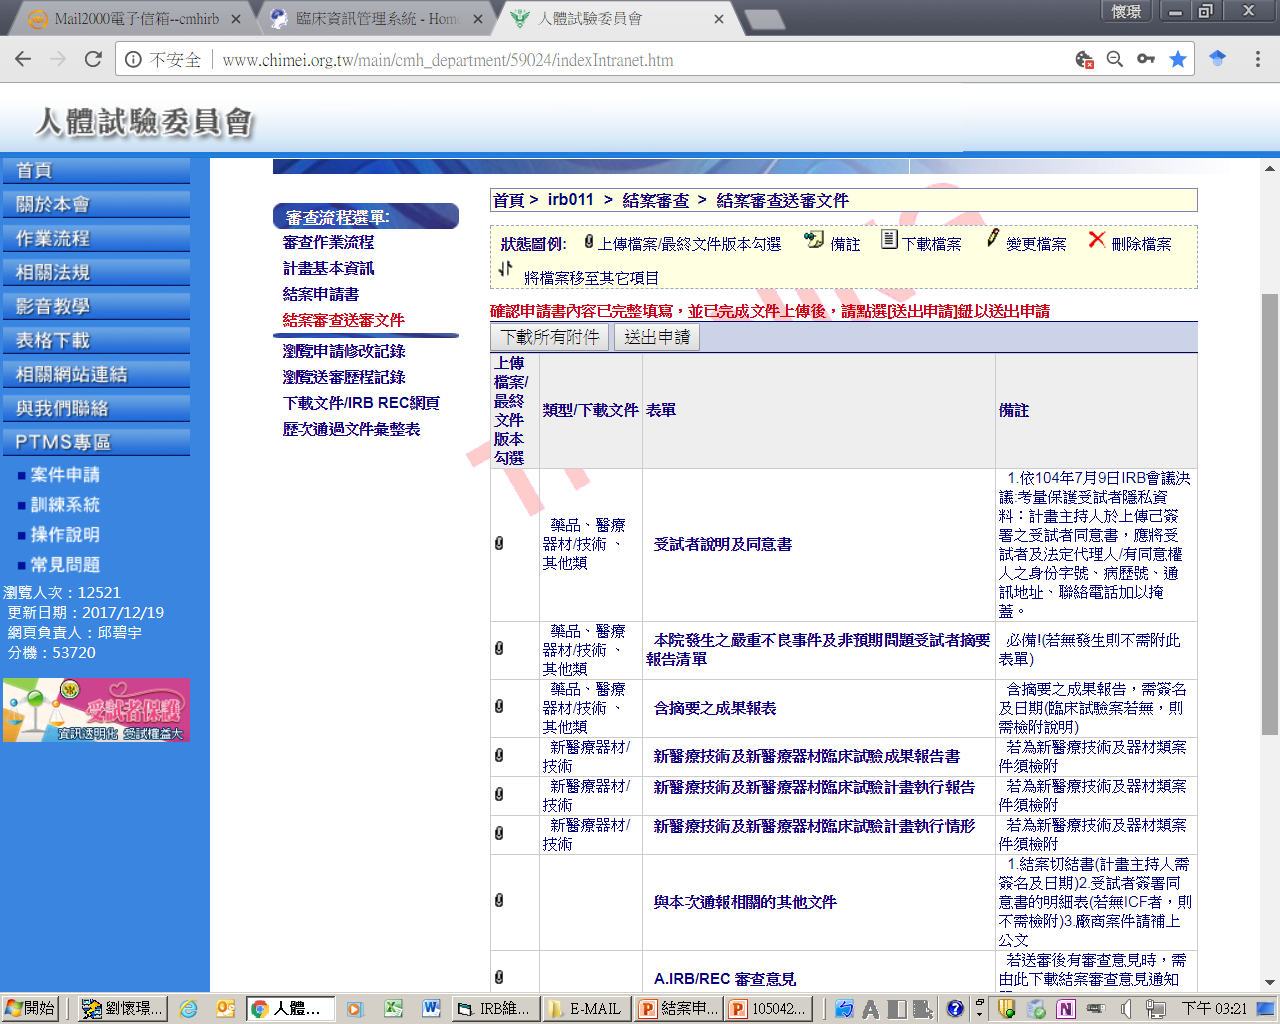 Mail2000電子信箱--cmhirb
臨床資訊管理系統 - Hom
人體試驗委員會
懷璟
不安全
www.chimei.org.tw/main/cmh_department/59024/indexIntranet.htm
人體試驗委員會
首頁
關於本會
作業流程
相關法規
影音教學
表格下載
相關網站連結
與我們聯絡
PTMS專區
案件申請
訓練系統
操作說明
常見問題
瀏覽人次：12521
更新日期：2017/12/19
網頁負責人：邱碧宇
分機：53720
受試者保護
資訊透明化 受試權益大
審查流程選單:
審查作業流程
計畫基本資訊
結案申請書
結案審查送審文件
瀏覽申請修改記錄
瀏覽送審歷程記錄
下載文件/IRB REC網頁
歷次通過文件彙整表
首頁 > irb011 > 結案審查 > 結案審查送審文件
狀態圖例: 上傳檔案/最終文件版本勾選 備註 下載檔案 變更檔案 刪除檔案
將檔案移至其它項目
確認申請書內容已完整填寫，並已完成文件上傳後，請點選[送出申請]鈕以送出申請
下載所有附件 送出申請
上傳
檔案/
最終
文件
版本
勾選
類型/下載文件
表單
備註
藥品、醫療
器材/技術 、
其他類
受試者說明及同意書
1.依104年7月9日IRB會議決
議:考量保護受試者隱私資
料：計畫主持人於上傳已簽
署之受試者同意書，應將受
試者及法定代理人/有同意權
人之身份字號、病歷號、通
訊地址、聯絡電話加以掩
蓋。
藥品、醫療
器材/技術 、
其他類
本院發生之嚴重不良事件及非預期問題受試者摘要
報告清單
必備!(若無發生則不需附此
表單)
藥品、醫療
器材/技術 、
其他類
含摘要之成果報表
含摘要之成果報告，需簽名
及日期(臨床試驗案若無，則
需檢附說明)
新醫療器材/
技術
新醫療技術及新醫療器材臨床試驗成果報告書
若為新醫療技術及器材類案
件須檢附
新醫療器材/
技術
新醫療技術及新醫療器材臨床試驗計畫執行報告
若為新醫療技術及器材類案
件須檢附
新醫療器材/
技術
新醫療技術及新醫療器材臨床試驗計畫執行情形
若為新醫療技術及器材類案
件須檢附
與本次通報相關的其他文件
1.結案切結書(計畫主持人需
簽名及日期)2.受試者簽署同
意書的明細表(若無ICF者，則
不需檢附)3.廠商案件請補上
公文
A.IRB/REC 審查意見
若送審後有審查意見時，需
由此下載結案審查意見通知
開始
劉懷璟...
人體...
IRB維...
E-MAIL
結案申...
105042...
下午 03:21